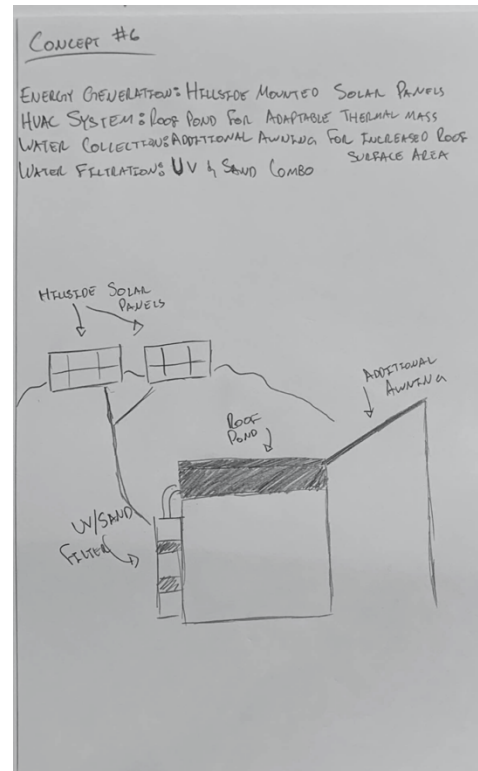 CONCEPT #6
ENERGY GENERATION: HILLSIDE MOUNTED SOLAR PANELS
HVAC SYSTEM: ROOF POND FOR ADAPTABLE THERMAL MASS
WATER COLLECTION: ADDITIONAL AWNING FOR INCREASED ROOF
SURFACE AREA
WATER FILTRATION: UV & SAND COMBO
HILLSIDE SOLAR
PANELS
ADDITIONAL
AWNING
ROOF
POND
UV/SAND
FILTER